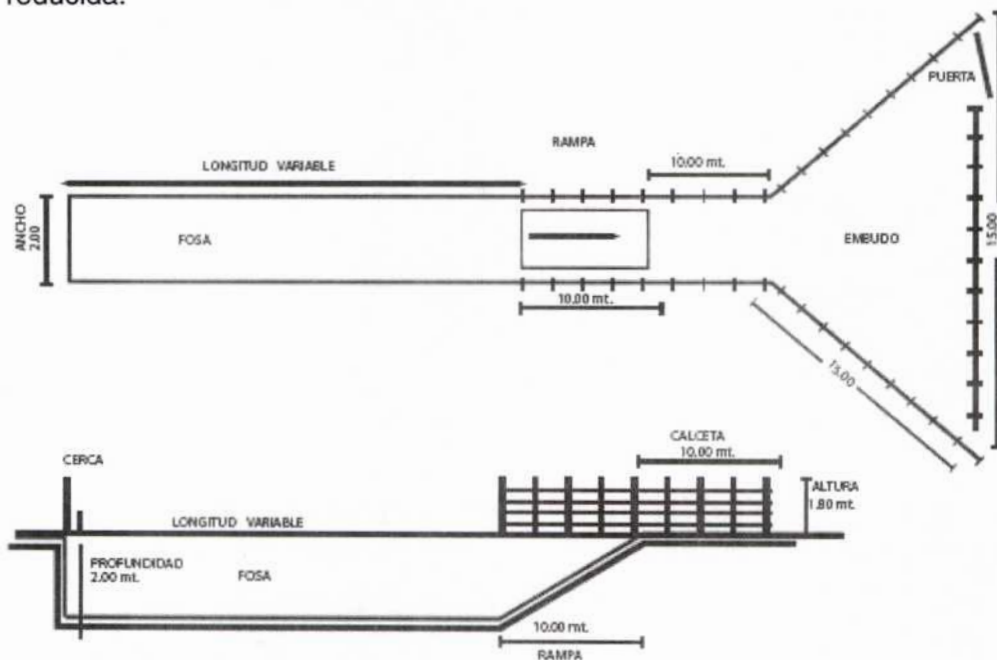 reducida.
PUERTA
RAMPA
10.00 mt.
LONGITUD VARIABLE
ANCHO
2.00
FOSA
EMBUDO
15.00
10.00 mt.
15.00
CALCETA
10.00 mt.
CERCA
ALTURA
1.80 mt.
LONGITUD VARIABLE
PROFUNDIDAD
2.00 mt.
FOSA
10.00 mt.
RAMPA